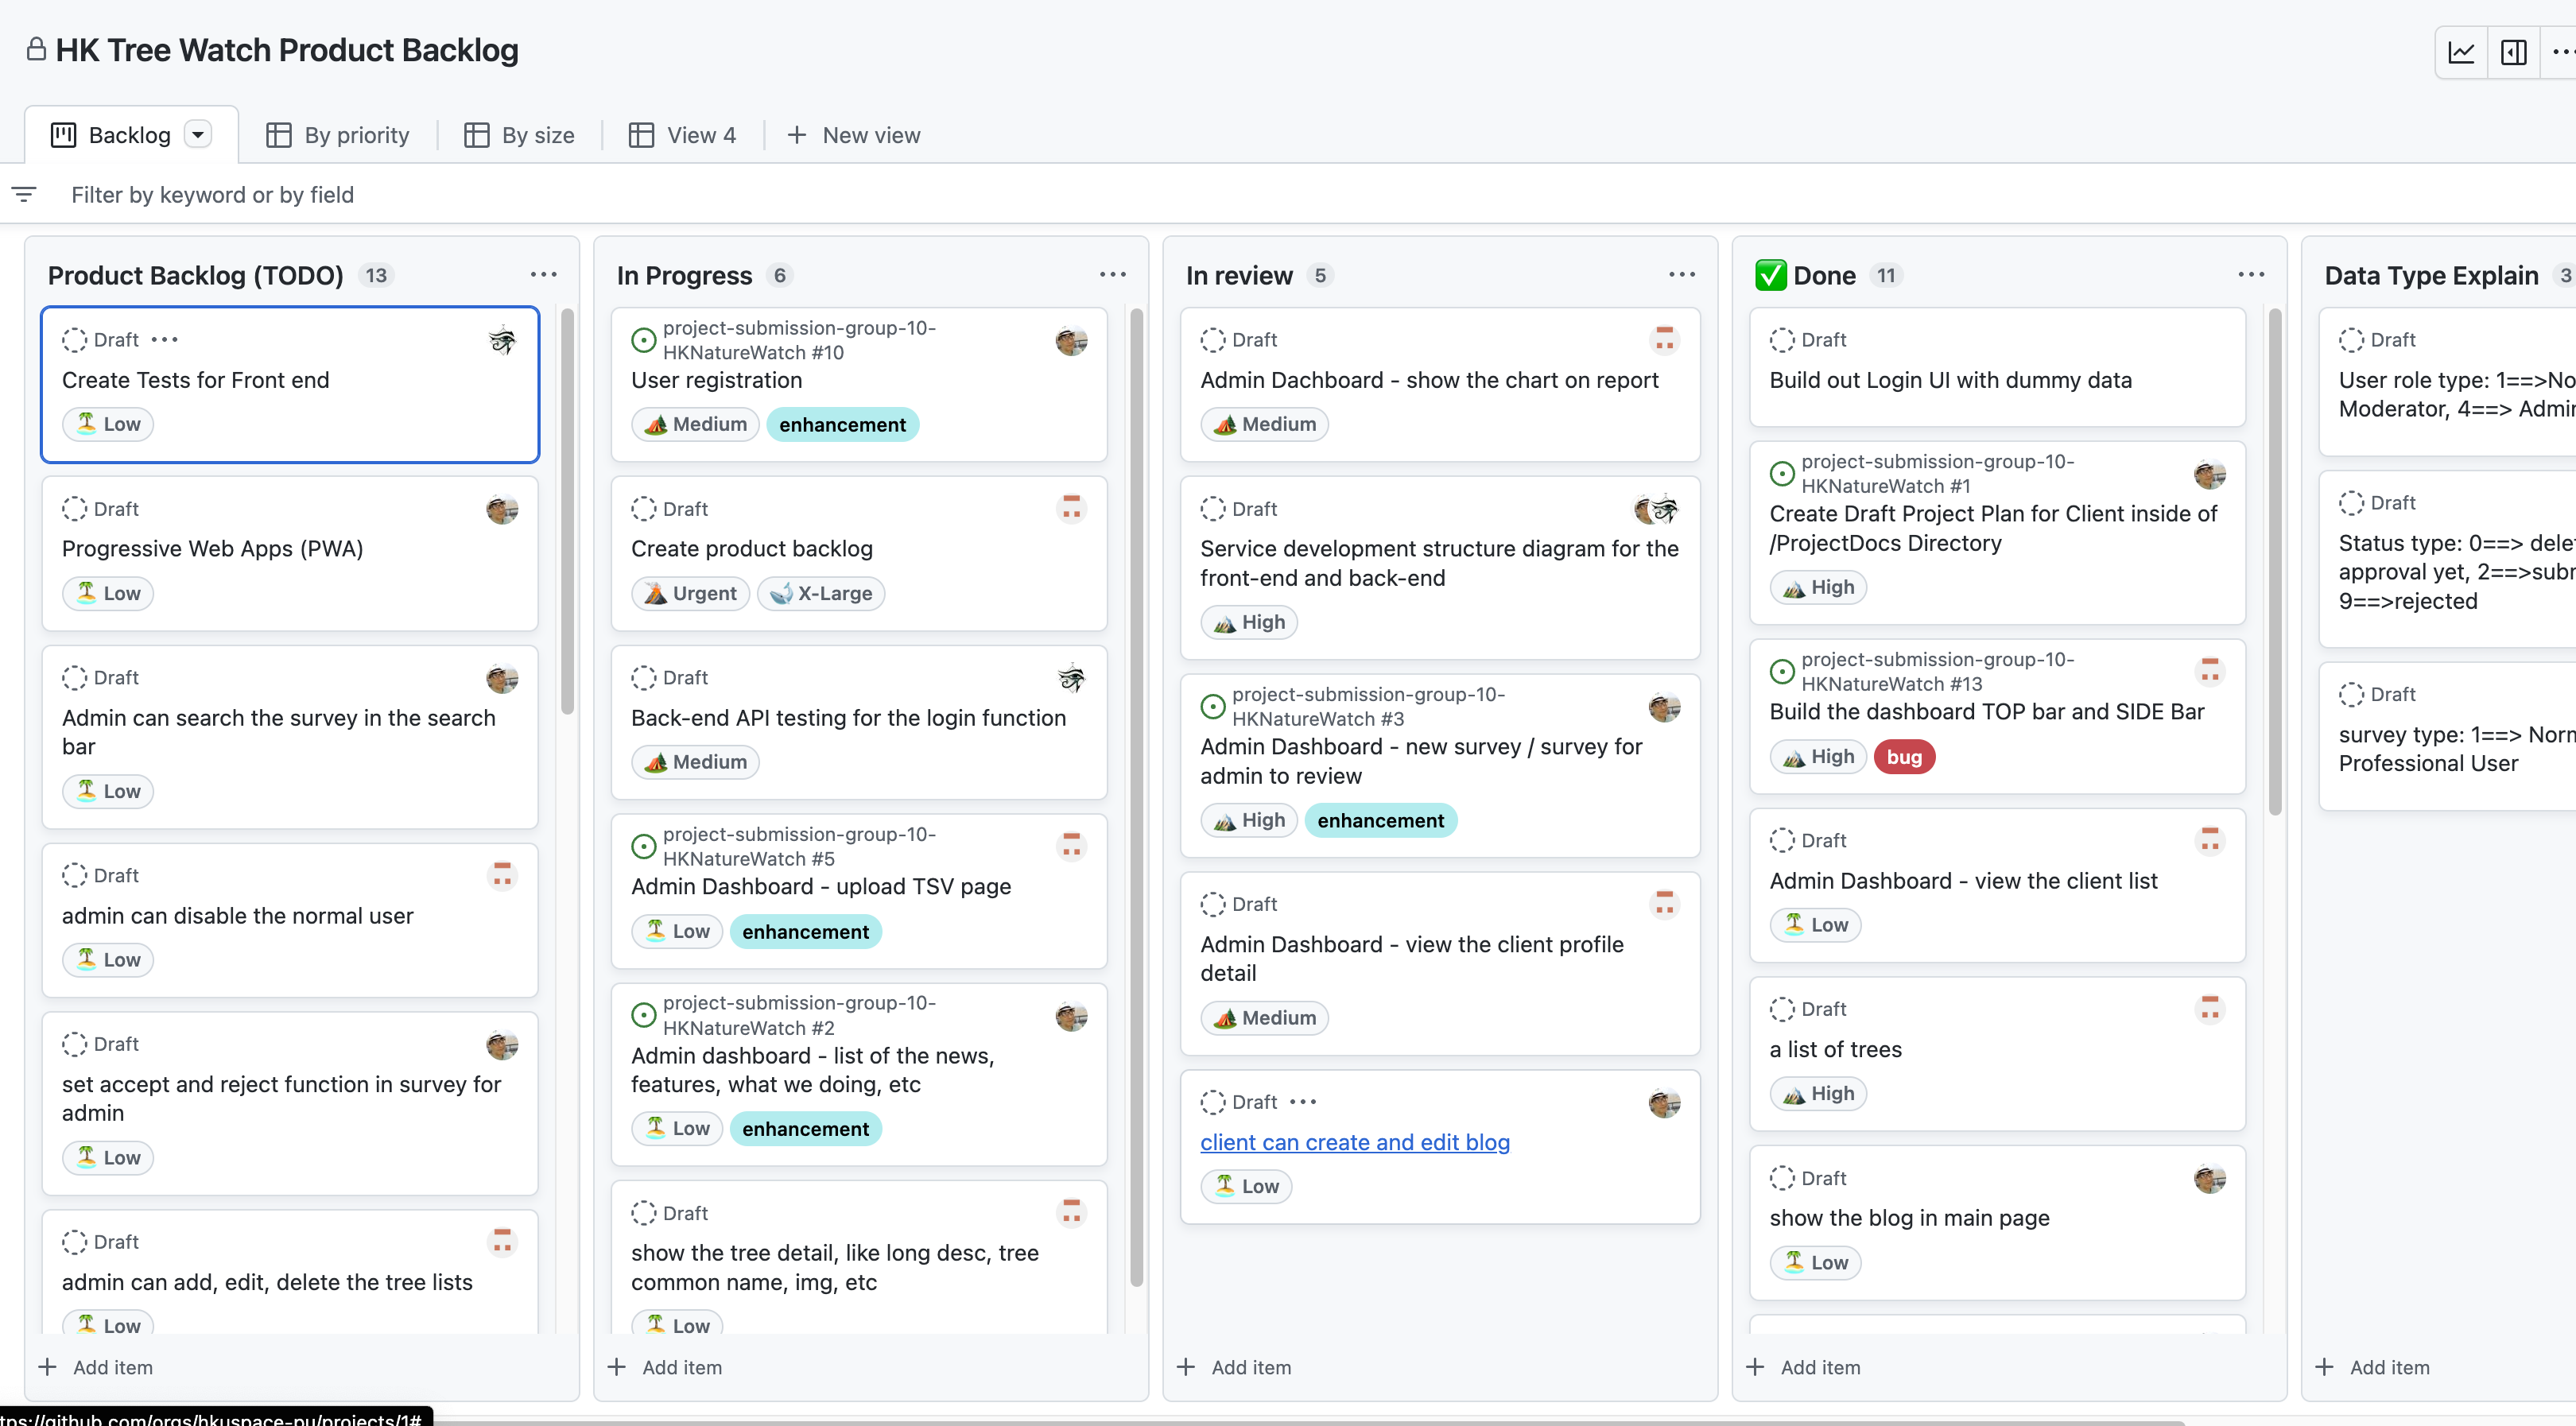 HK Tree Watch Product Backlog
Backlog
By priority
By size
View 4
New view
Filter by keyword or by field
Product Backlog (TODO) 13
Draft
Create Tests for Front end
Low
Draft
Progressive Web Apps (PWA)
Low
Draft
Admin can search the survey in the search
bar
Low
Draft
admin can disable the normal user
Low
Draft
set accept and reject function in survey for
admin
Low
Draft
admin can add, edit, delete the tree lists
Low
Add item
In Progress 6
project-submission-group-10-
HKNatureWatch #10
User registration
Medium enhancement
Draft
Create product backlog
Urgent X-Large
Draft
Back-end API testing for the login function
Medium
project-submission-group-10-
HKNatureWatch #5
Admin Dashboard - upload TSV page
Low enhancement
project-submission-group-10-
HKNatureWatch #2
Admin dashboard - list of the news,
features, what we doing, etc
Low enhancement
Draft
show the tree detail, like long desc, tree
common name, img, etc
Low
Add item
In review 5
Draft
Admin Dachboard - show the chart on report
Medium
Draft
Service development structure diagram for the
front-end and back-end
High
project-submission-group-10-
HKNatureWatch #3
Admin Dashboard - new survey / survey for
admin to review
High enhancement
Draft
Admin Dashboard - view the client profile
detail
Medium
Draft
client can create and edit blog
Low
Add item
Done 11
Draft
Build out Login UI with dummy data
project-submission-group-10-
HKNatureWatch #1
Create Draft Project Plan for Client inside of
/ProjectDocs Directory
High
project-submission-group-10-
HKNatureWatch #13
Build the dashboard TOP bar and SIDE Bar
High bug
Draft
Admin Dashboard - view the client list
Low
Draft
a list of trees
High
Draft
show the blog in main page
Low
Add item
Data Type Explain 3
Draft
User role type: 1==>No
Moderator, 4==> Admin
Draft
Status type: 0==> dele
approval yet, 2==>subm
9==>rejected
Draft
survey type: 1==> Norm
Professional User
Add item
tps://github.com/orgs/hkuspace-pu/projects/1#